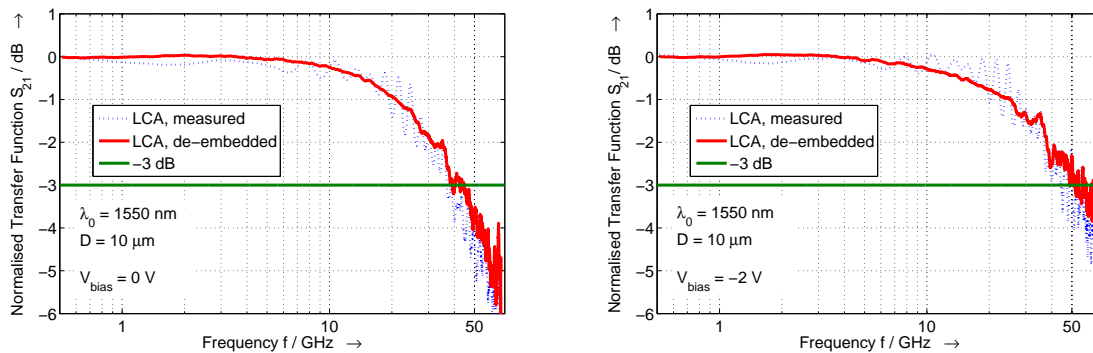 Normalised Transfer Function S21/ dB →
1
0
−1
−2
−3
−4
−5
−6
LCA, measured
LCA, de−embedded
−3 dB
λ0 = 1550 nm
D = 10 μm
Vbias = 0 V
1
10
50
Frequency f / GHz →
Normalised Transfer Function S21/ dB →
1
0
−1
−2
−3
−4
−5
−6
LCA, measured
LCA, de−embedded
−3 dB
λ0 = 1550 nm
D = 10 μm
Vbias = −2 V
1
10
50
Frequency f / GHz →